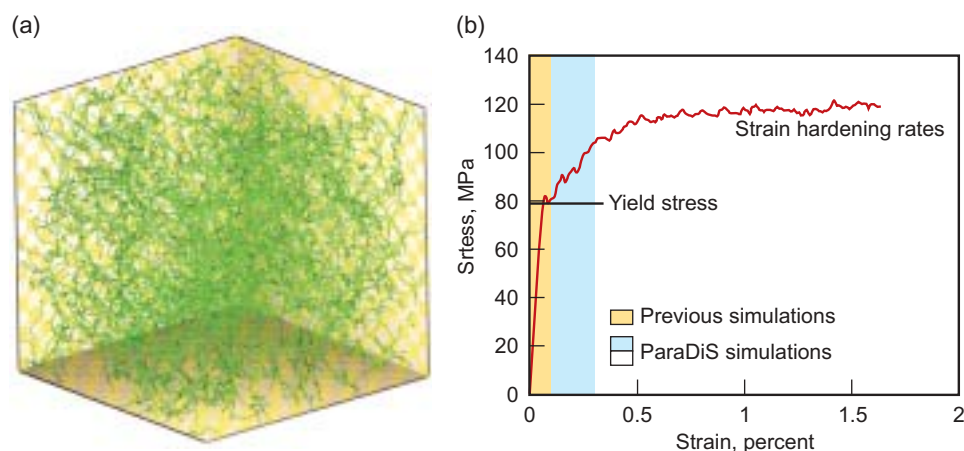 (a)
(b)
140
120
100
80
60
40
20
0
Srtess, MPa
Strain hardening rates
Yield stress
Previous simulations
ParaDiS simulations
0 0.5 1 1.5 2
Strain, percent